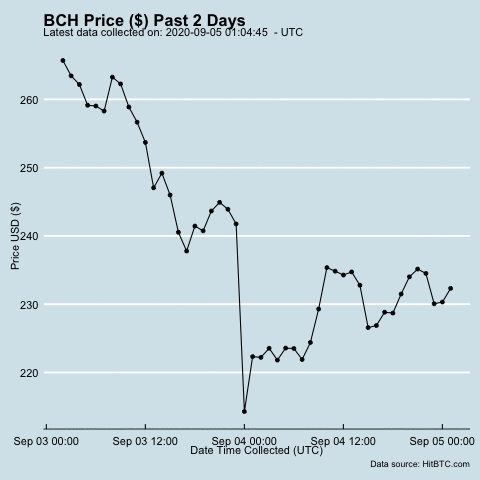 BCH Price ($) Past 2 Days
Latest data collected on: 2020-09-05 01:04:45 - UTC
260
250
240
230
220
Price USD ($)
Sep 03 00:00 Sep 03 12:00 Sep 04 00:00 Sep 04 12:00 Sep 05 00:00
Date Time Collected (UTC)
Data source: HitBTC.com